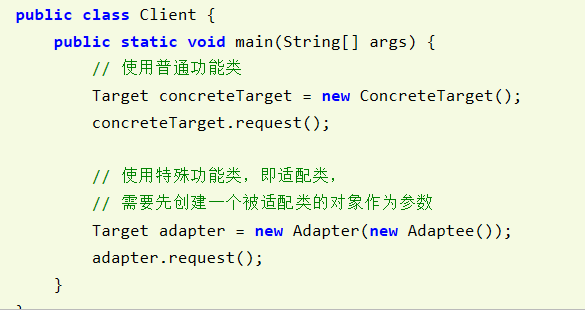 public class Client {
    public static void main(String[] args) {
        // 使用普通功能类
        Target concreteTarget = new ConcreteTarget();
        concreteTarget.request();

        // 使用特殊功能类，即适配类，
        // 需要先创建一个被适配类的对象作为参数
        Target adapter = new Adapter(new Adaptee());
        adapter.request();
    }